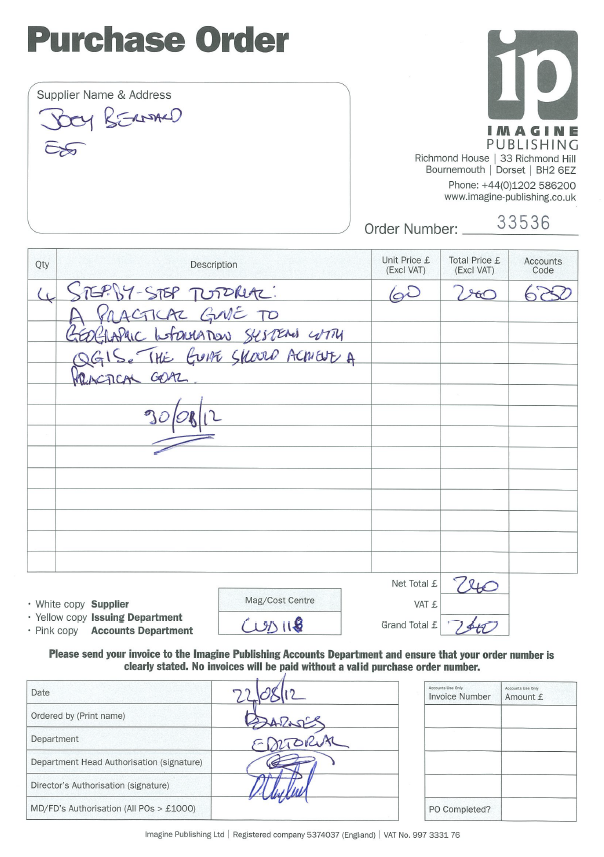 Purchase Order
ip
IMAGINE
PUBLISHING
Richmond House | 33 Richmond Hill
Bournemouth | Dorset | BH2 6EZ
Phone: +44(0)1202 586200
www.imagine-publishing.co.uk
Supplier Name & Address
JOEY BERNARD
Order Number: 33536
Qty Description Unit Price £ (Excl VAT) Total Price £ (Excl VAT) Accounts Code
4 STEP-BY-STEP TUTORIAL: 60 240 6250
A PRACTICAL GUIDE TO
GEOGRAPHIC INFORMATION SYSTEMS WITH
QGIS. THE GUIDE SHOULD ACHIEVE A
PRACTICAL GOAL.
30/08/12
Net Total £ 240
VAT £
Grand Total £ 240
• White copy Supplier
• Yellow copy Issuing Department
• Pink copy Accounts Department
Mag/Cost Centre
LUD118
Please send your invoice to the Imagine Publishing Accounts Department and ensure that your order number is
clearly stated. No invoices will be paid without a valid purchase order number.
Date 22/08/12
Ordered by (Print name) BARNES
Department EDITORIAL
Department Head Authorisation (signature)
Director's Authorisation (signature)
MD/FD's Authorisation (All POs > £1000)
Accounts Use Only Accounts Use Only
Invoice Number Amount £
PO Completed?
Imagine Publishing Ltd | Registered company 5374037 (England) | VAT No. 997 3331 76